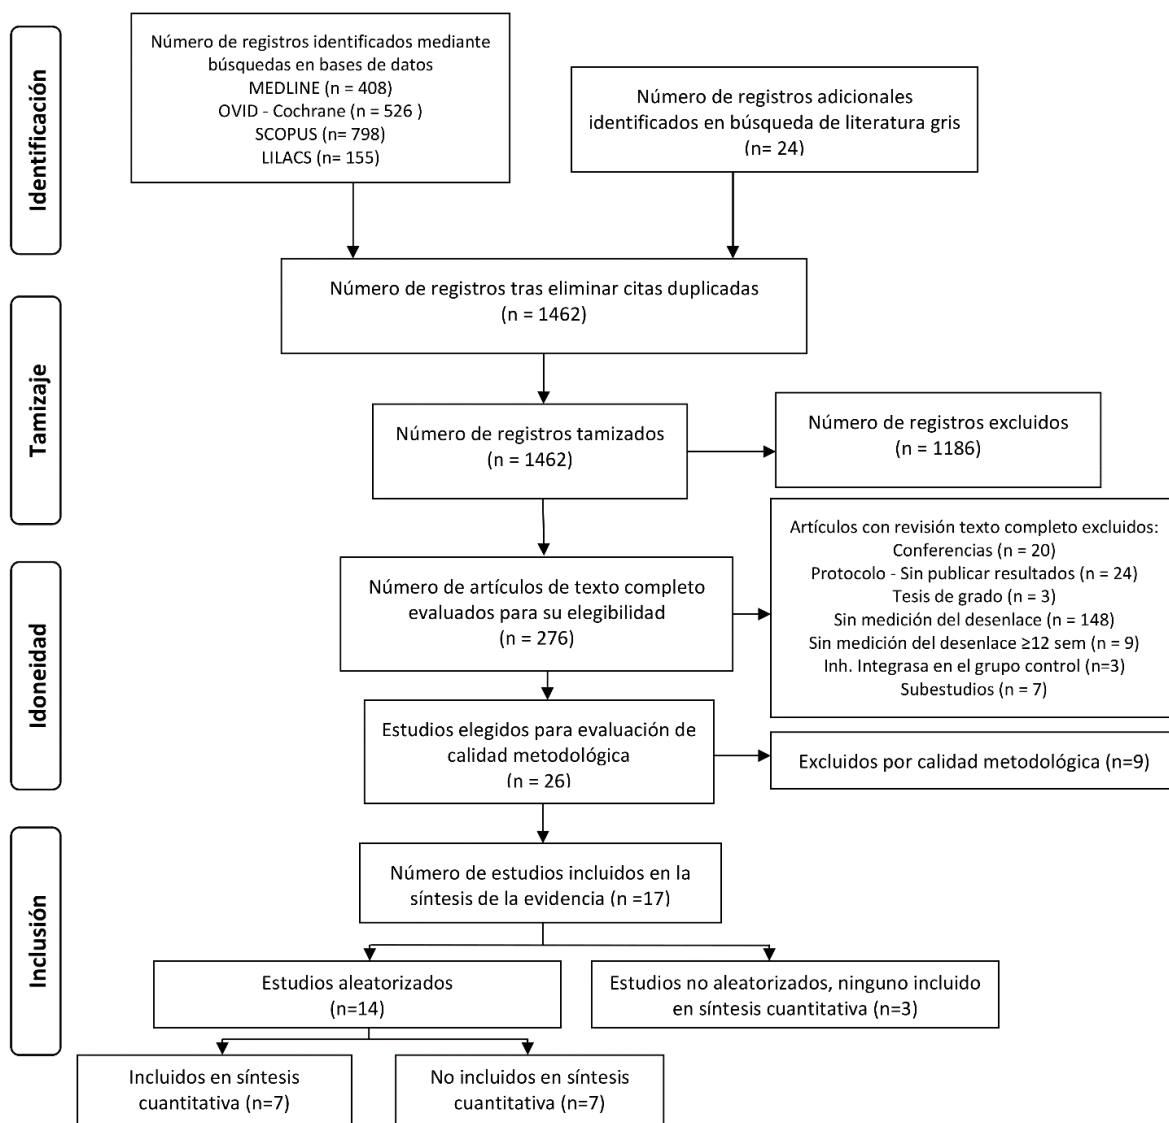 Identificación
Número de registros identificados mediante
búsquedas en bases de datos
MEDLINE (n = 408)
OVID - Cochrane (n = 526 )
SCOPUS (n= 798)
LILACS (n= 155)
Número de registros adicionales
identificados en búsqueda de literatura gris
(n= 24)
Número de registros tras eliminar citas duplicadas
(n = 1462)
Tamizaje
Número de registros tamizados
(n = 1462)
Número de registros excluidos
(n = 1186)
Idoneidad
Número de artículos de texto completo
evaluados para su elegibilidad
(n = 276)
Artículos con revisión texto completo excluidos:
Conferencias (n = 20)
Protocolo - Sin publicar resultados (n = 24)
Tesis de grado (n = 3)
Sin medición del desenlace (n = 148)
Sin medición del desenlace ≥12 sem (n = 9)
Inh. Integrasa en el grupo control (n=3)
Subestudios (n = 7)
Estudios elegidos para evaluación de
calidad metodológica
(n = 26)
Excluidos por calidad metodológica (n=9)
Inclusión
Número de estudios incluidos en la
síntesis de la evidencia (n =17)
Estudios aleatorizados
(n=14)
Estudios no aleatorizados, ninguno incluido
en síntesis cuantitativa (n=3)
Incluidos en síntesis
cuantitativa (n=7)
No incluidos en síntesis
cuantitativa (n=7)